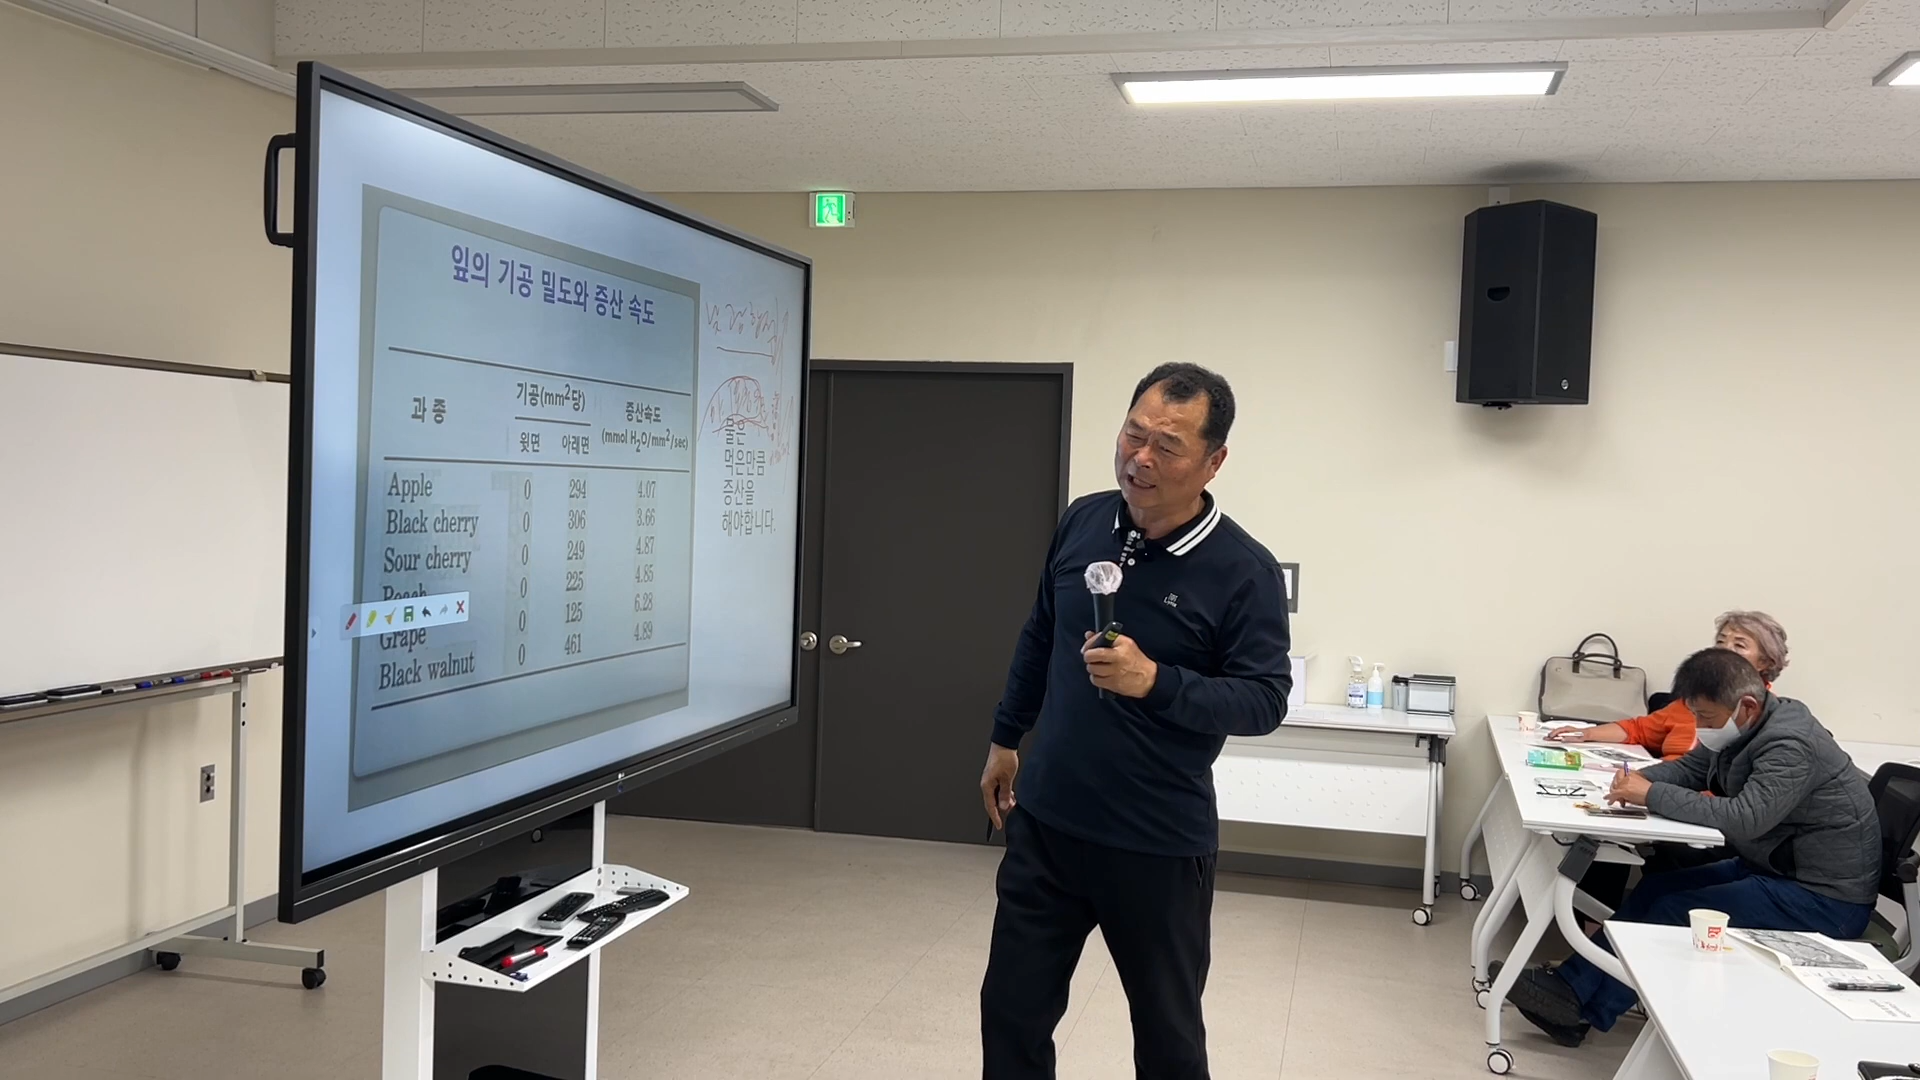 잎의 기공 밀도와 증산 속도
과 종
기공(mm2당)
윗면 아래면
증산속도
(mmol H2O/mm2/sec)
Apple 0 294 4.07
Black cherry 0 306 3.66
Sour cherry 0 249 4.87
Peach 0 225 4.85
Grape 0 125 6.28
Black walnut 0 461 4.89
물은
먹은만큼
증산을
해야합니다.